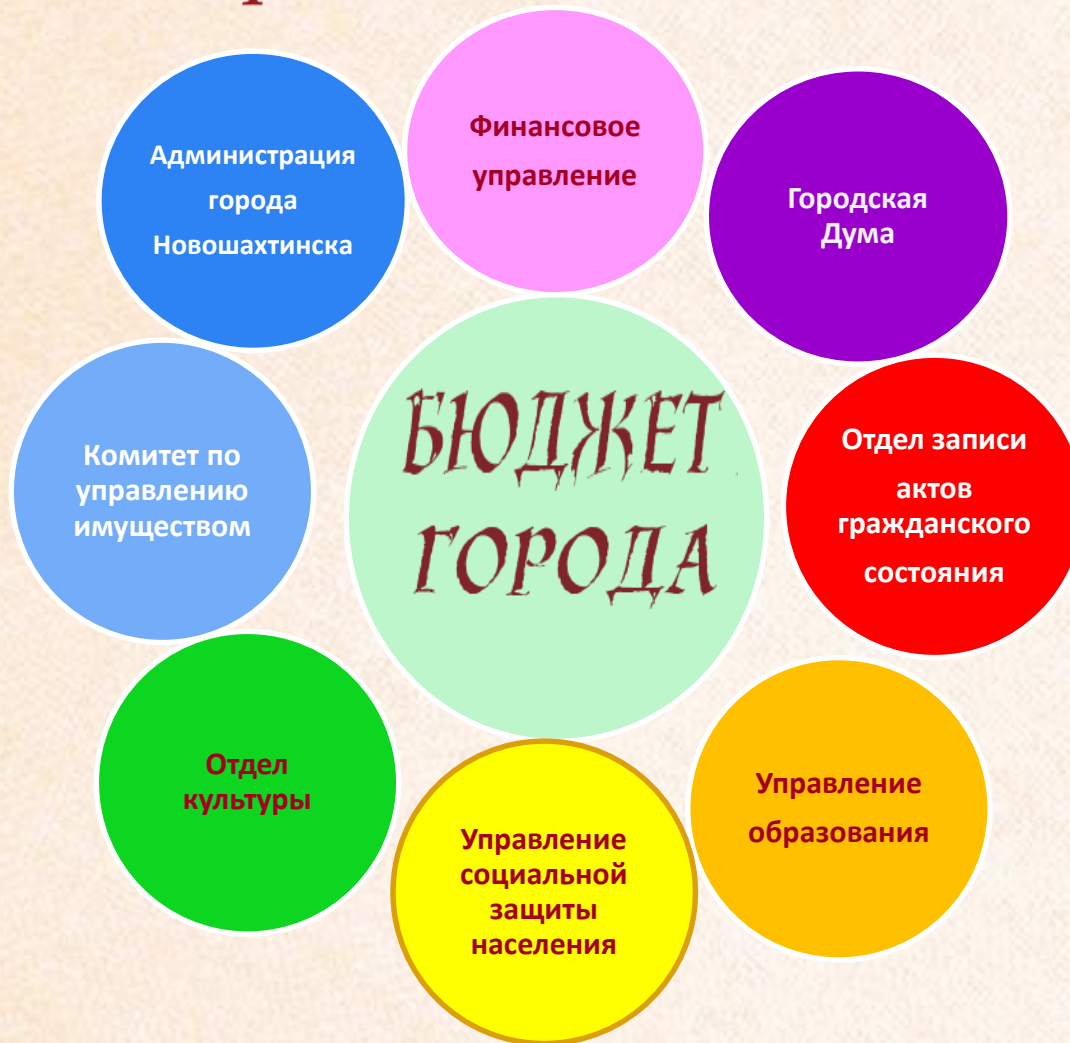 Финансовое
управление
Администрация
города
Новошахтинска
Городская
Дума
БЮДЖЕТ
ГОРОДА
Комитет по
управлению
имуществом
Отдел записи
актов
гражданского
состояния
Отдел
культуры
Управление
образования
Управление
социальной
защиты
населения